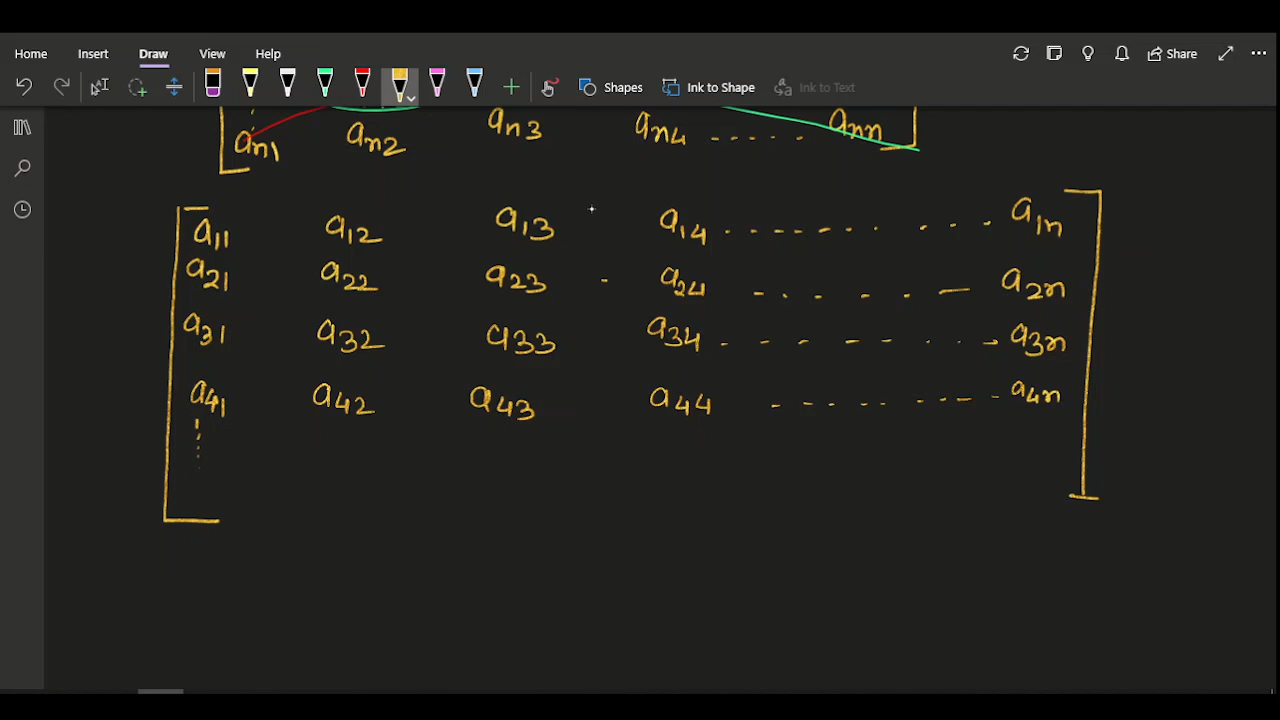 Home Insert Draw View Help Share
Shapes Ink to Shape Ink to Text
an1 an2 an3 an4 ....... ann
a11 a12 a13 a14 ........... a1n
a21 a22 a23 . a24 ....... a2n
a31 a32 a33 a34 ......... a3n
a41 a42 a43 a44 .......... a4n